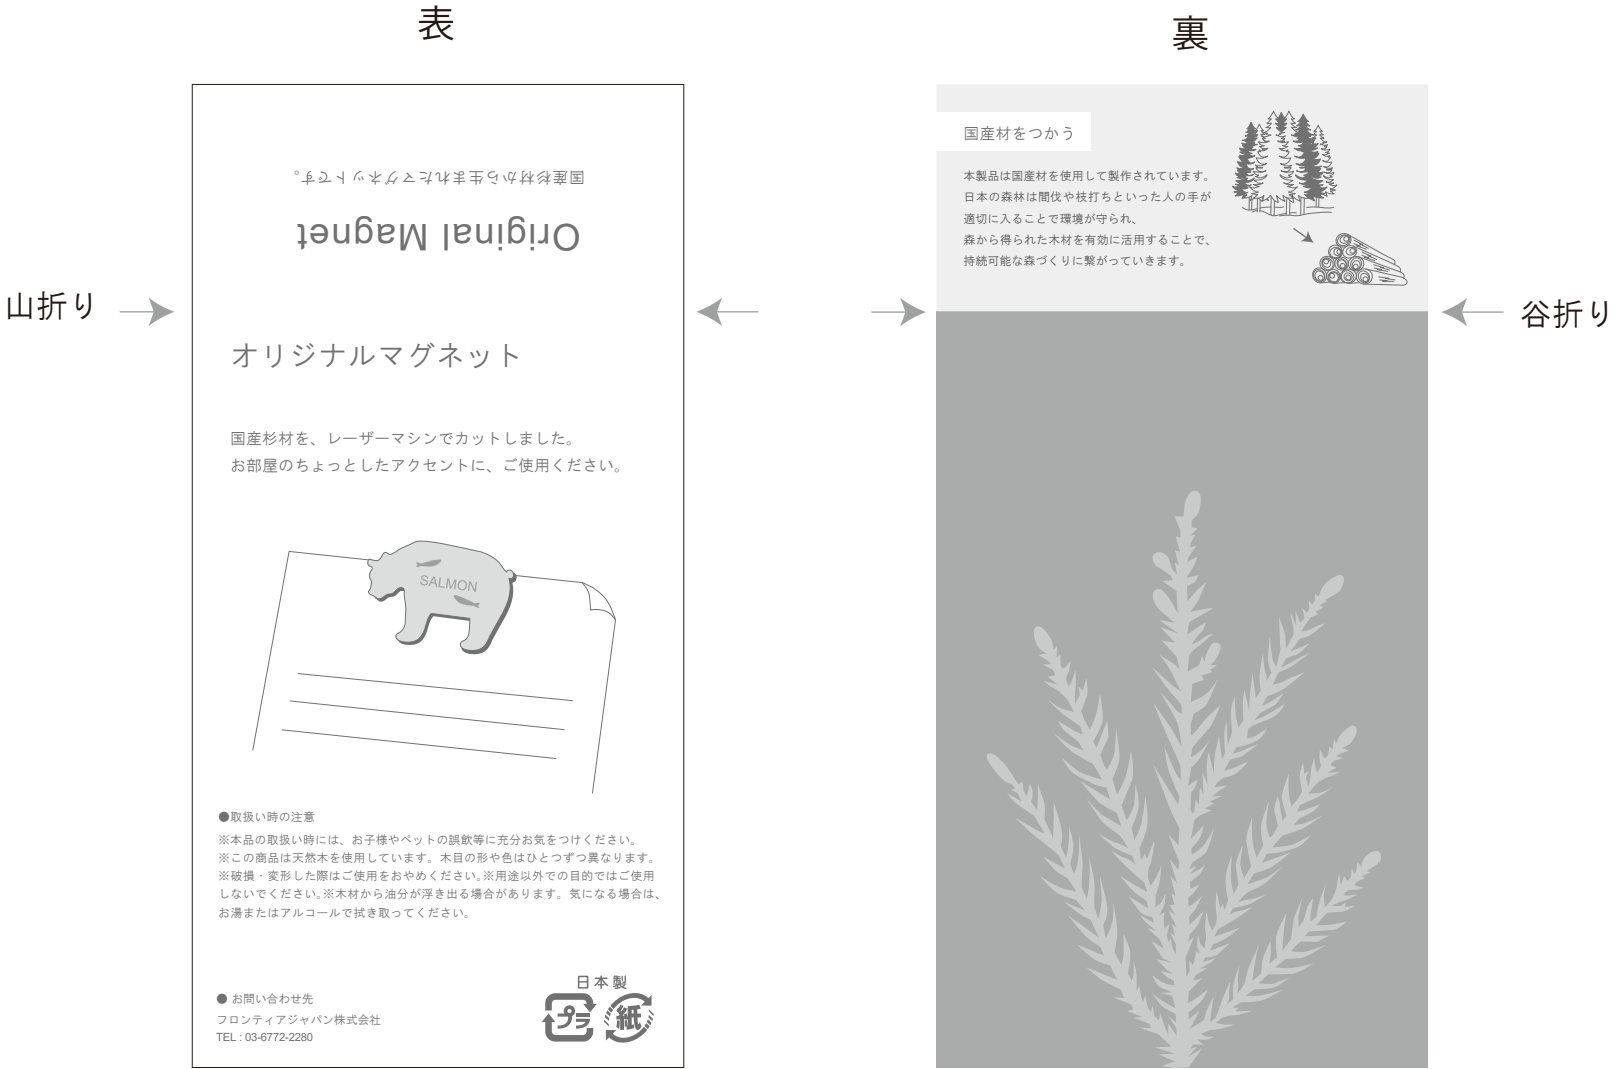 表
国産杉材から生まれたマグネットです。
Original Magnet
山折り
オリジナルマグネット
国産杉材を、レーザーマシンでカットしました。
お部屋のちょっとしたアクセントに、ご使用ください。
SALMON
●取扱い時の注意
※本品の取扱い時には、お子様やペットの誤飲等に充分お気をつけください。
※この商品は天然木を使用しています。木目の形や色はひとつずつ異なります。
※破損・変形した際はご使用をおやめください。※用途以外での目的ではご使用
しないでください。※木材から油分が浮き出る場合があります。気になる場合は、
お湯またはアルコールで拭き取ってください。
● お問い合わせ先
フロンティアジャパン株式会社
TEL : 03-6772-2280
日本製
プラ
紙
裏
国産材をつかう
本製品は国産材を使用して製作されています。
日本の森林は間伐や枝打ちといった人の手が
適切に入ることで環境が守られ、
森から得られた木材を有効に活用することで、
持続可能な森づくりに繋がっていきます。
谷折り